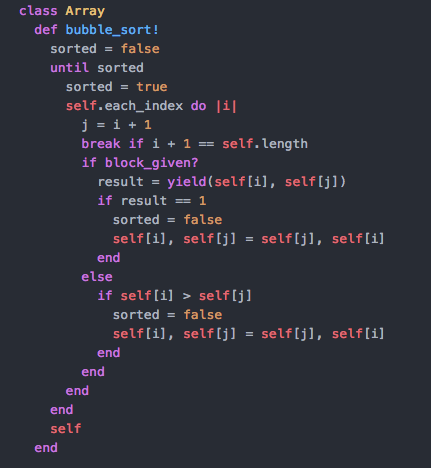 class Array
  def bubble_sort!
    sorted = false
    until sorted
      sorted = true
      self.each_index do |i|
        j = i + 1
        break if i + 1 == self.length
        if block_given?
          result = yield(self[i], self[j])
          if result == 1
            sorted = false
            self[i], self[j] = self[j], self[i]
          end
        else
          if self[i] > self[j]
            sorted = false
            self[i], self[j] = self[j], self[i]
          end
        end
      end
    end
    self
  end